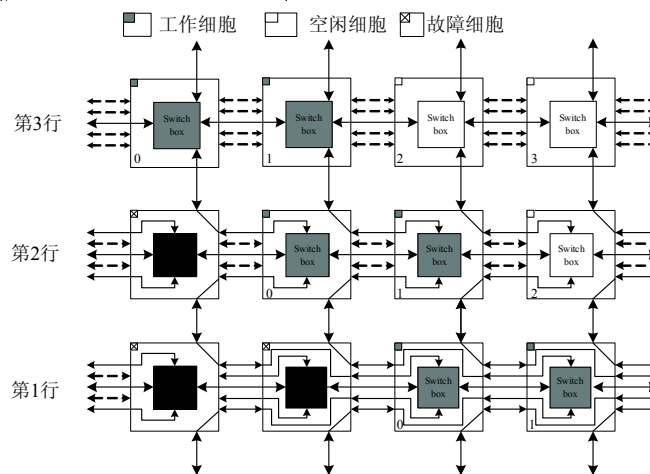 工作细胞 空闲细胞 故障细胞
第3行
Switch box
0
Switch box
1
Switch box
2
Switch box
3
第2行
Switch box
0
Switch box
1
Switch box
2
第1行
Switch box
0
Switch box
1